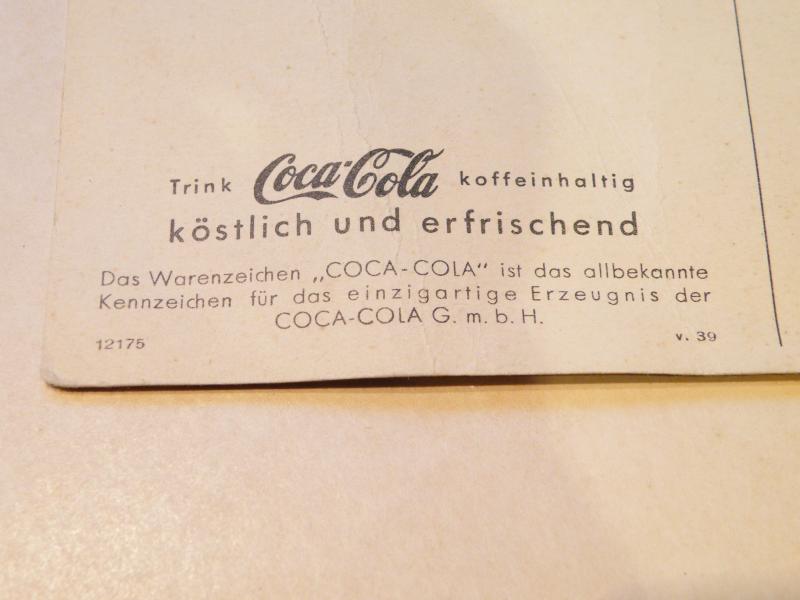 Trink Coca-Cola koffeinhaltig
köstlich und erfrischend
Das Warenzeichen „COCA-COLA“ ist das allbekannte
Kennzeichen für das einzigartige Erzeugnis der
COCA-COLA G. m. b. H.
12175 v. 39